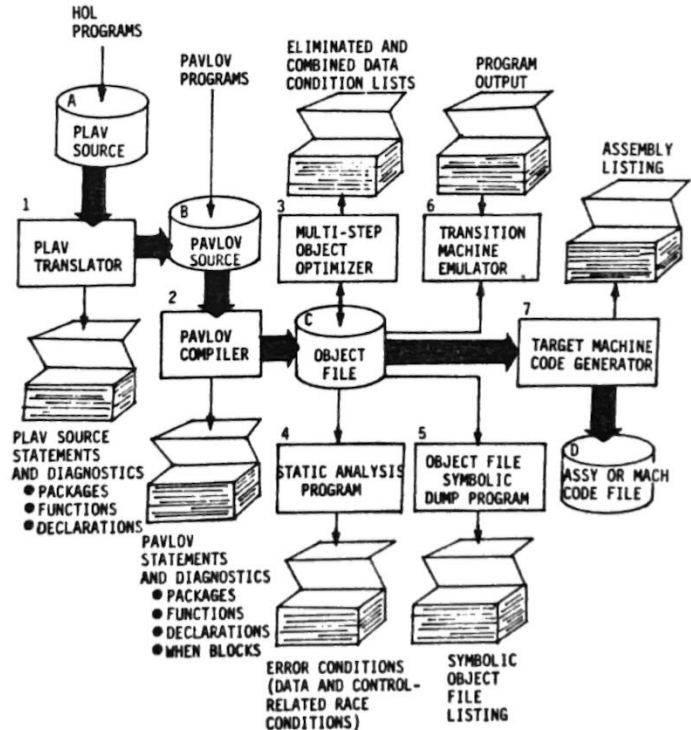 HOL
PROGRAMS
PAVLOV
PROGRAMS
ELIMINATED AND
COMBINED DATA
CONDITION LISTS
PROGRAM
OUTPUT
ASSEMBLY
LISTING
A
PLAV
SOURCE
1
PLAV
TRANSLATOR
B
PAVLOV
SOURCE
3
MULTI-STEP
OBJECT
OPTIMIZER
6
TRANSITION
MACHINE
EMULATOR
2
PAVLOV
COMPILER
C
OBJECT
FILE
7
TARGET MACHINE
CODE GENERATOR
PLAV SOURCE
STATEMENTS
AND DIAGNOSTICS
● PACKAGES
● FUNCTIONS
● DECLARATIONS
4
STATIC ANALYSIS
PROGRAM
5
OBJECT FILE
SYMBOLIC
DUMP PROGRAM
D
ASSY OR MACH
CODE FILE
PAVLOV
STATEMENTS
AND DIAGNOSTICS
● PACKAGES
● FUNCTIONS
● DECLARATIONS
● WHEN BLOCKS
ERROR CONDITIONS
(DATA AND CONTROL-
RELATED RACE
CONDITIONS)
SYMBOLIC
OBJECT
FILE
LISTING